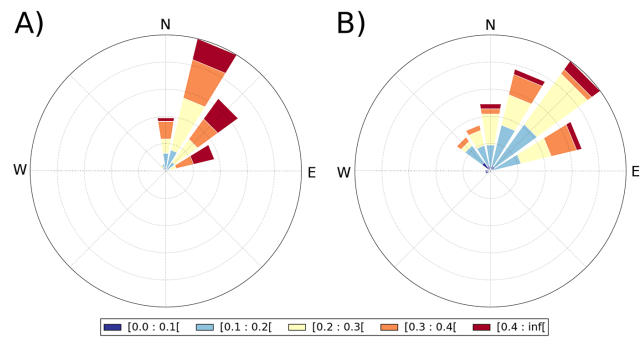 A)
B)
N
N
W
E
W
E
[0.0 : 0.1[
[0.1 : 0.2[
[0.2 : 0.3[
[0.3 : 0.4[
[0.4 : inf[